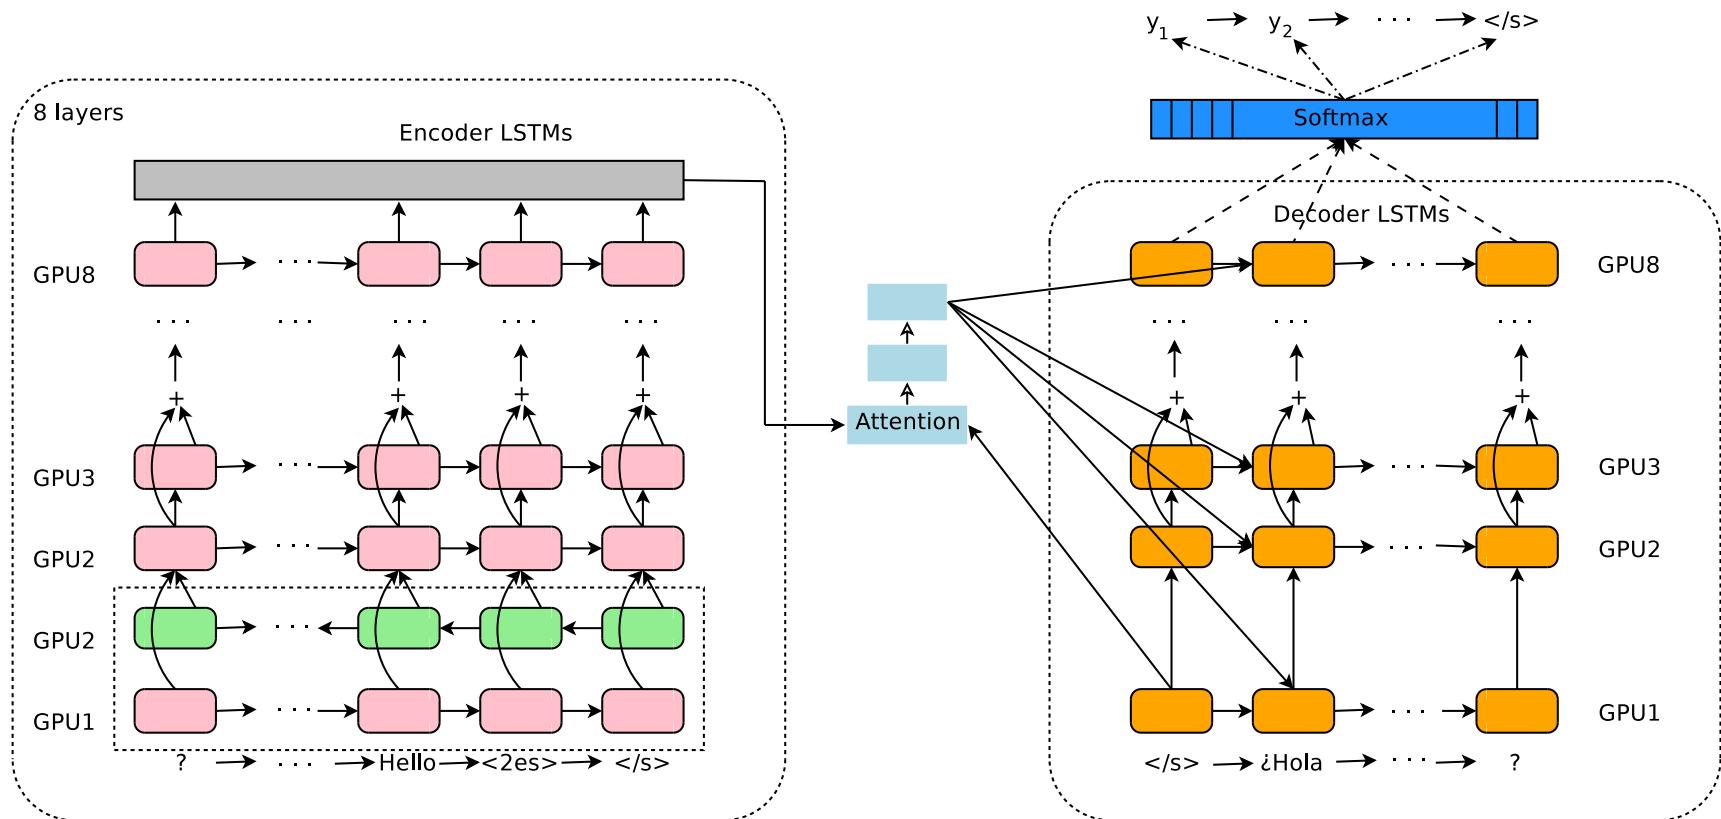 y1 y2 . . . </s>
8 layers
Encoder LSTMs
Softmax
Decoder LSTMs
GPU8 . . . . . . GPU8
. . . . . . . . . . . . . . . . . . . . . . . .
+ + + + + + +
Attention
GPU3 . . . . . . GPU3
GPU2 . . . . . . GPU2
GPU2 . . .
GPU1 . . . . . . GPU1
? . . . Hello <2es> </s>
</s> ¿Hola . . . ?